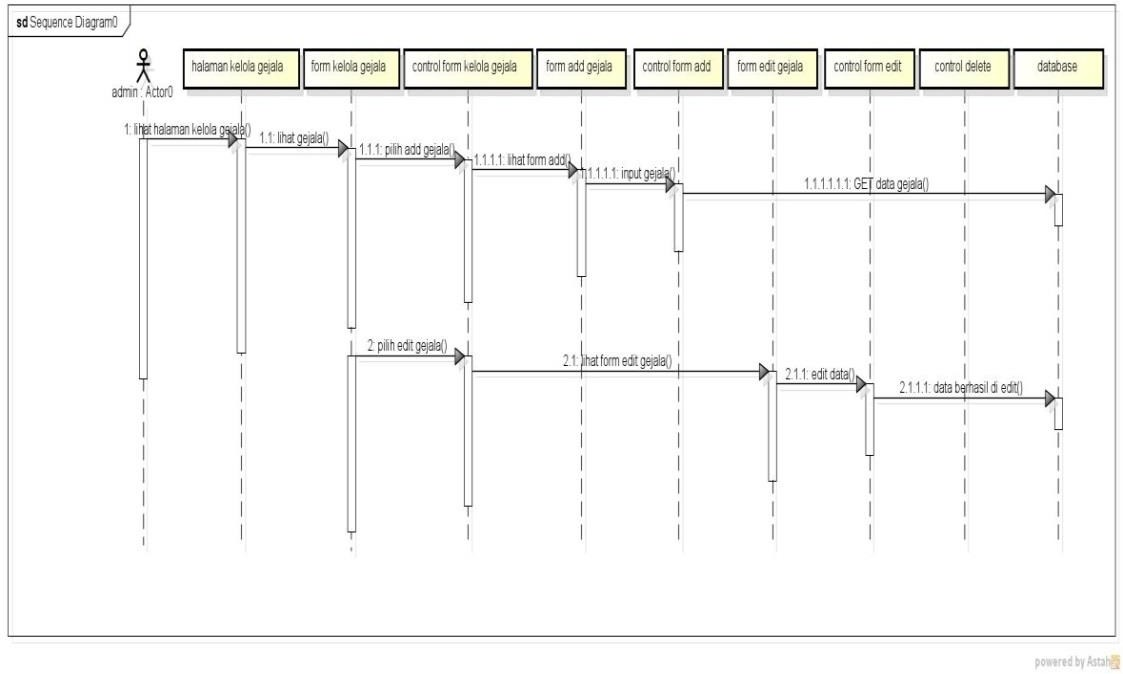 sd Sequence Diagram0
halaman kelola gejala
form kelola gejala
control form kelola gejala
form add gejala
control form add
form edit gejala
control form edit
control delete
database
admin : Actor0
1: lihat halaman kelola gejala()
1.1: lihat gejala()
1.1.1: pilih add gejala()
1.1.1.1: lihat form add()
1.1.1.1: input gejala()
1.1.1.1.1.1: GET data gejala()
2: pilih edit gejala()
2.1: lihat form edit gejala()
2.1.1: edit data()
2.1.1.1: data berhasil di edit()
powered by Astah